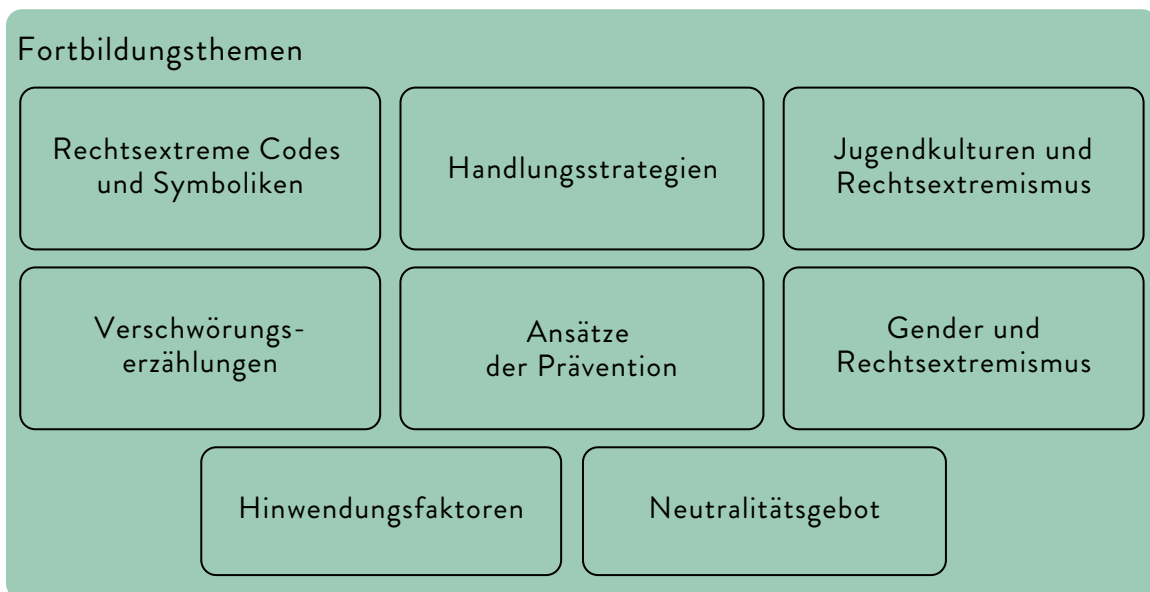 Fortbildungsthemen
Rechtsextreme Codes
und Symboliken
Handlungsstrategien
Jugendkulturen und
Rechtsextremismus
Verschwörungs-
erzählungen
Ansätze
der Prävention
Gender und
Rechtsextremismus
Hinwendungsfaktoren
Neutralitätsgebot